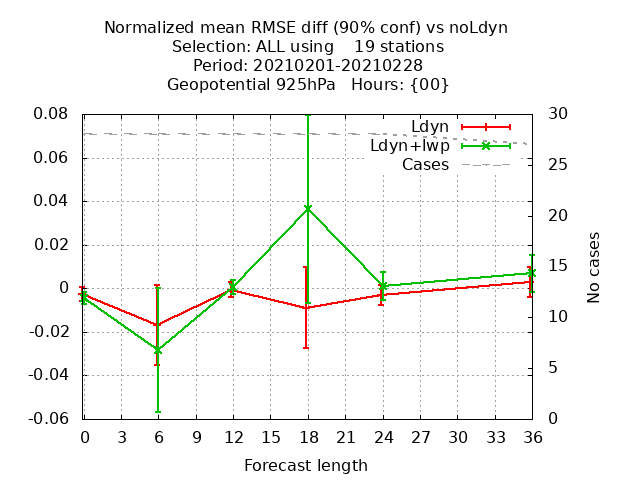 Normalized mean RMSE diff (90% conf) vs noLdyn
Selection: ALL using    19 stations
Period: 20210201-20210228
Geopotential 925hPa   Hours: {00}
0.08
0.06
0.04
0.02
0
-0.02
-0.04
-0.06
30
25
20
15
10
5
0
Ldyn
Ldyn+lwp
Cases
No cases
0 3 6 9 12 15 18 21 24 27 30 33 36
Forecast length